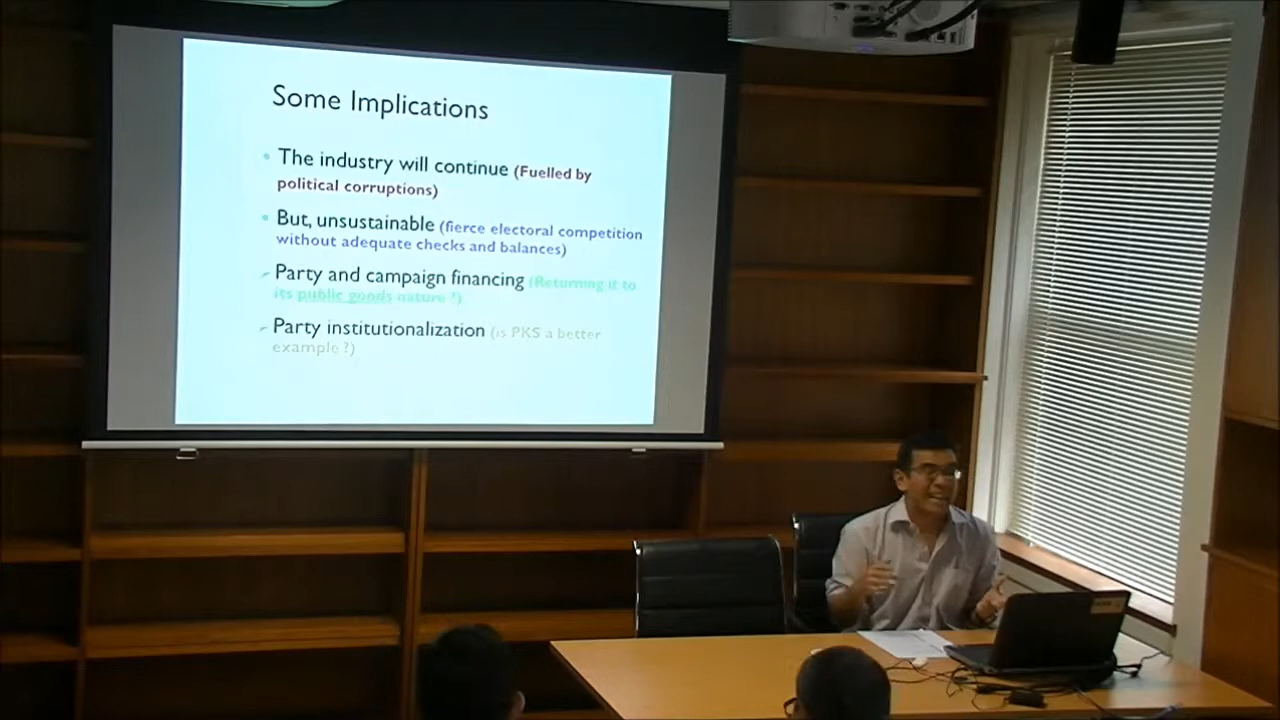 Some Implications
The industry will continue (Fuelled by
political corruptions)
But, unsustainable (fierce electoral competition
without adequate checks and balances)
Party and campaign financing (Returning it to
its public goods nature ?)
Party institutionalization (is PKS a better
example ?)